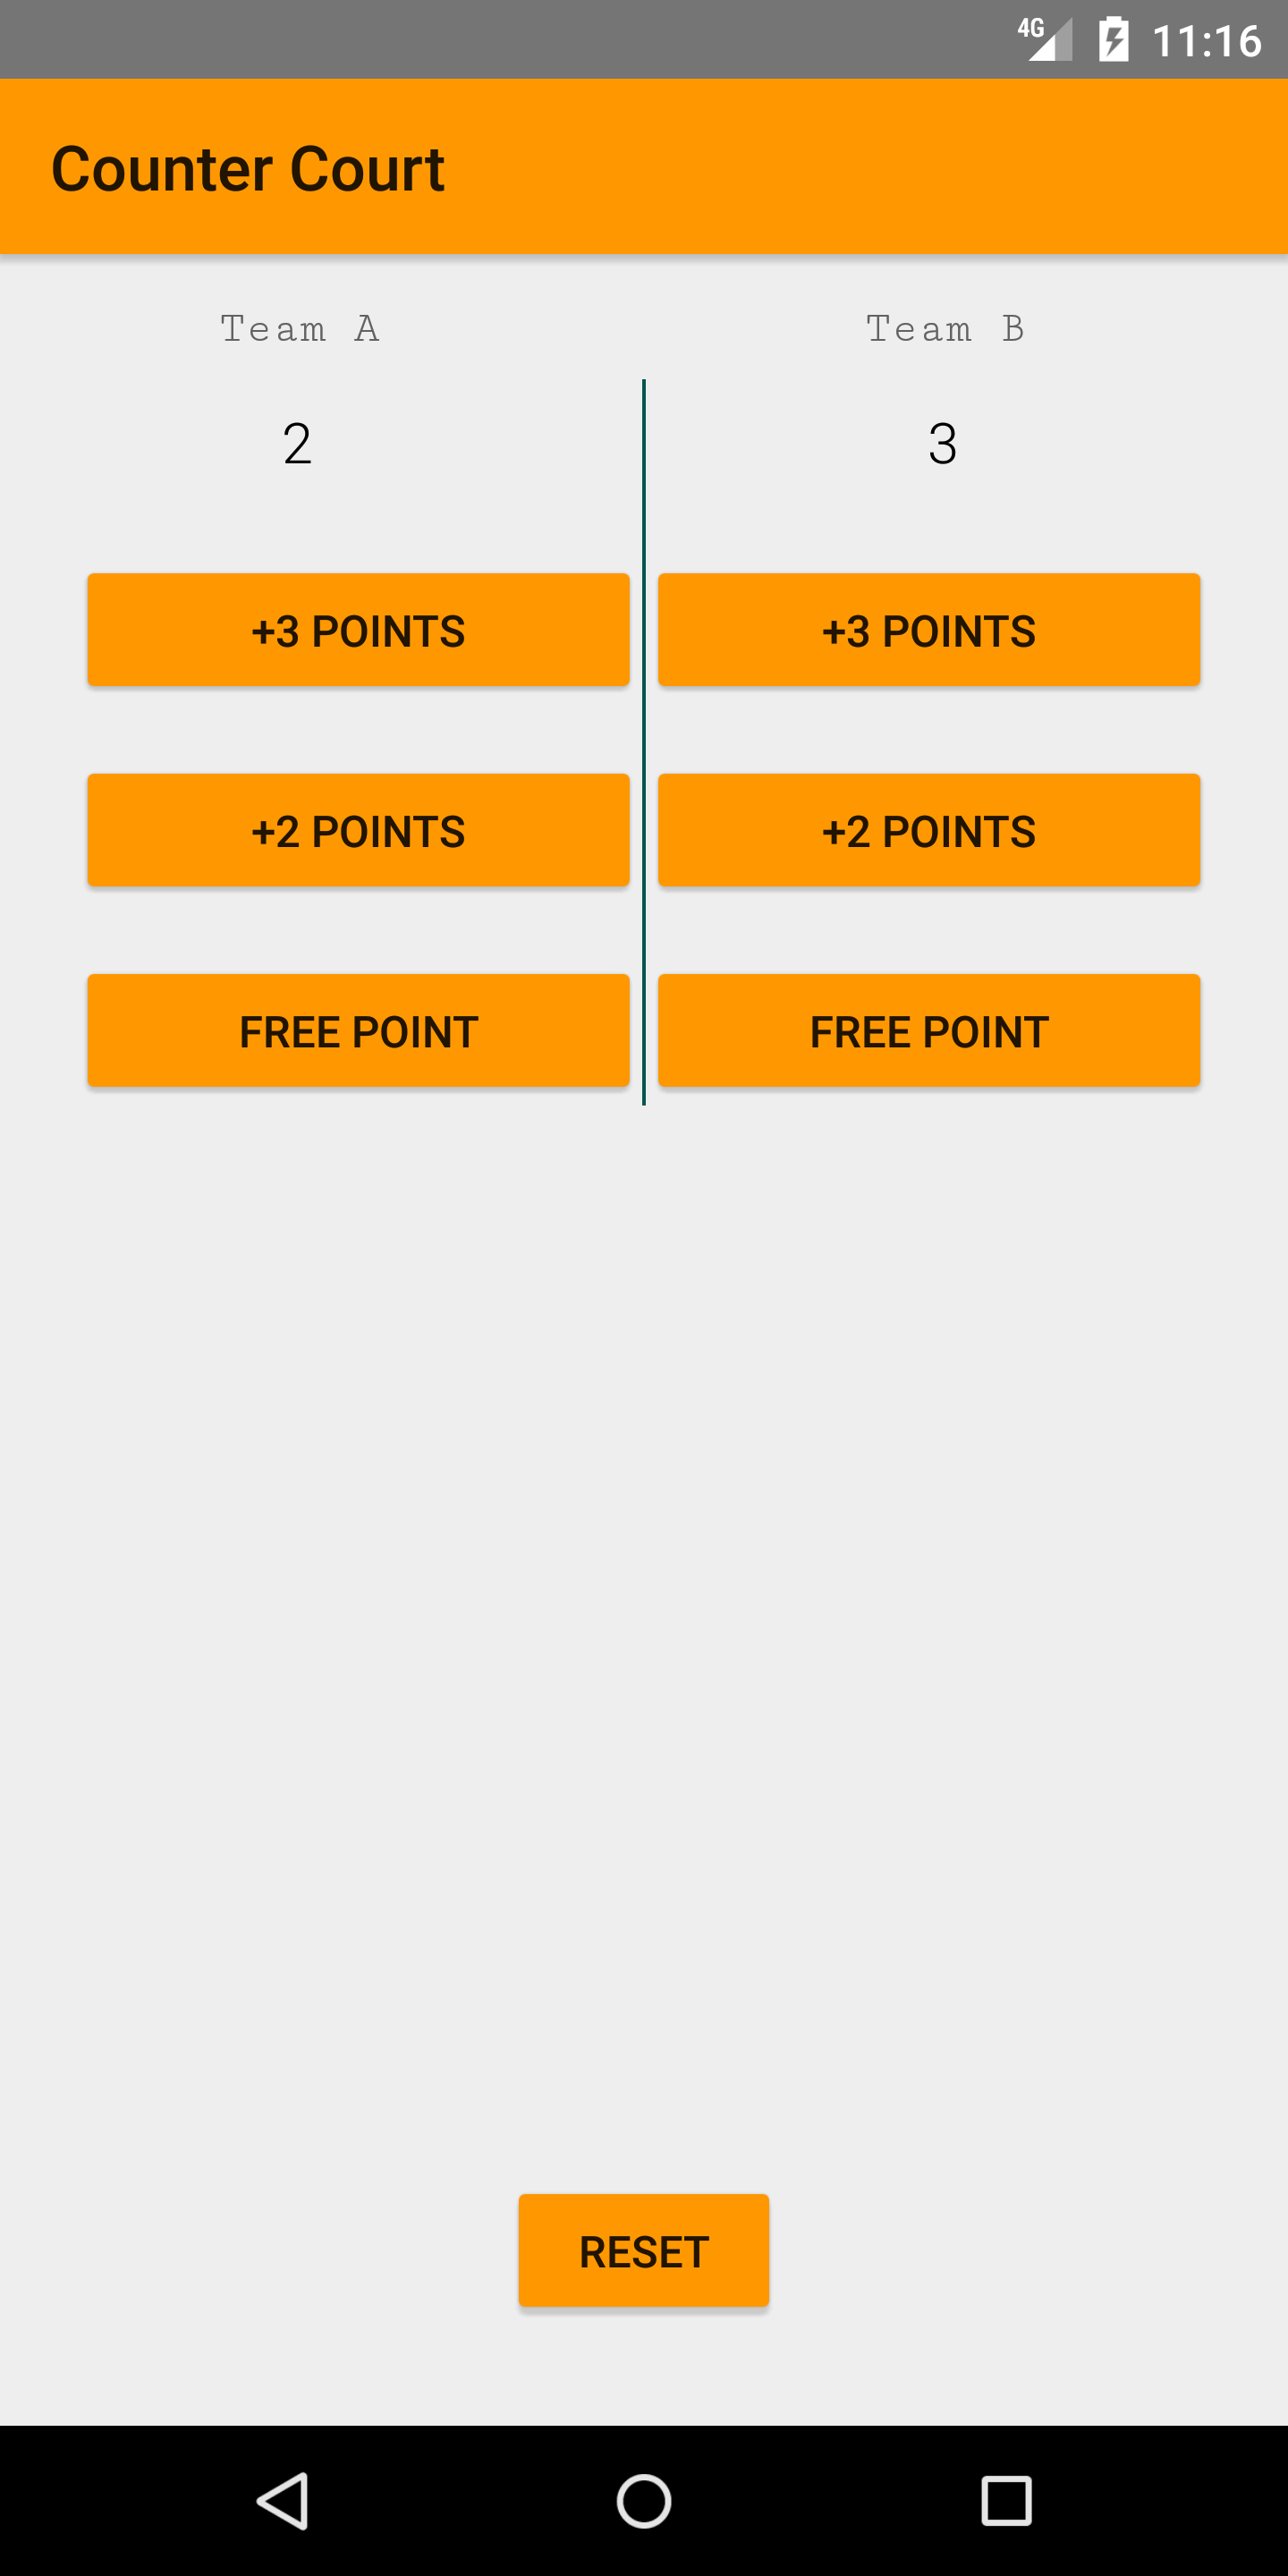 4G 11:16
Counter Court
Team A Team B
2 3
+3 POINTS +3 POINTS
+2 POINTS +2 POINTS
FREE POINT FREE POINT
RESET